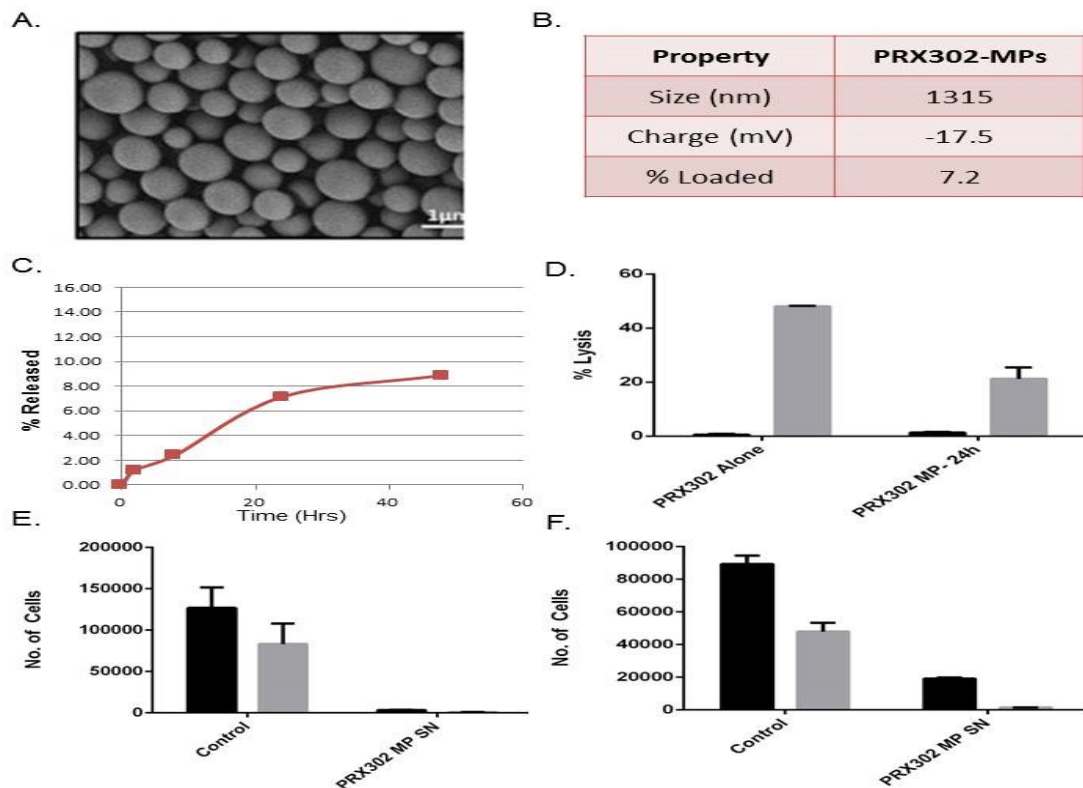 A.
1μm
B.
Property PRX302-MPs
Size (nm) 1315
Charge (mV) -17.5
% Loaded 7.2
C.
% Released
16.00
14.00
12.00
10.00
8.00
6.00
4.00
2.00
0.00
0 20 40 60
Time (Hrs)
D.
% Lysis
60
40
20
0
PRX302 Alone
PRX302 MP- 24h
E.
No. of Cells
200000
150000
100000
50000
0
Control
PRX302 MP SN
F.
No. of Cells
100000
80000
60000
40000
20000
0
Control
PRX302 MP SN